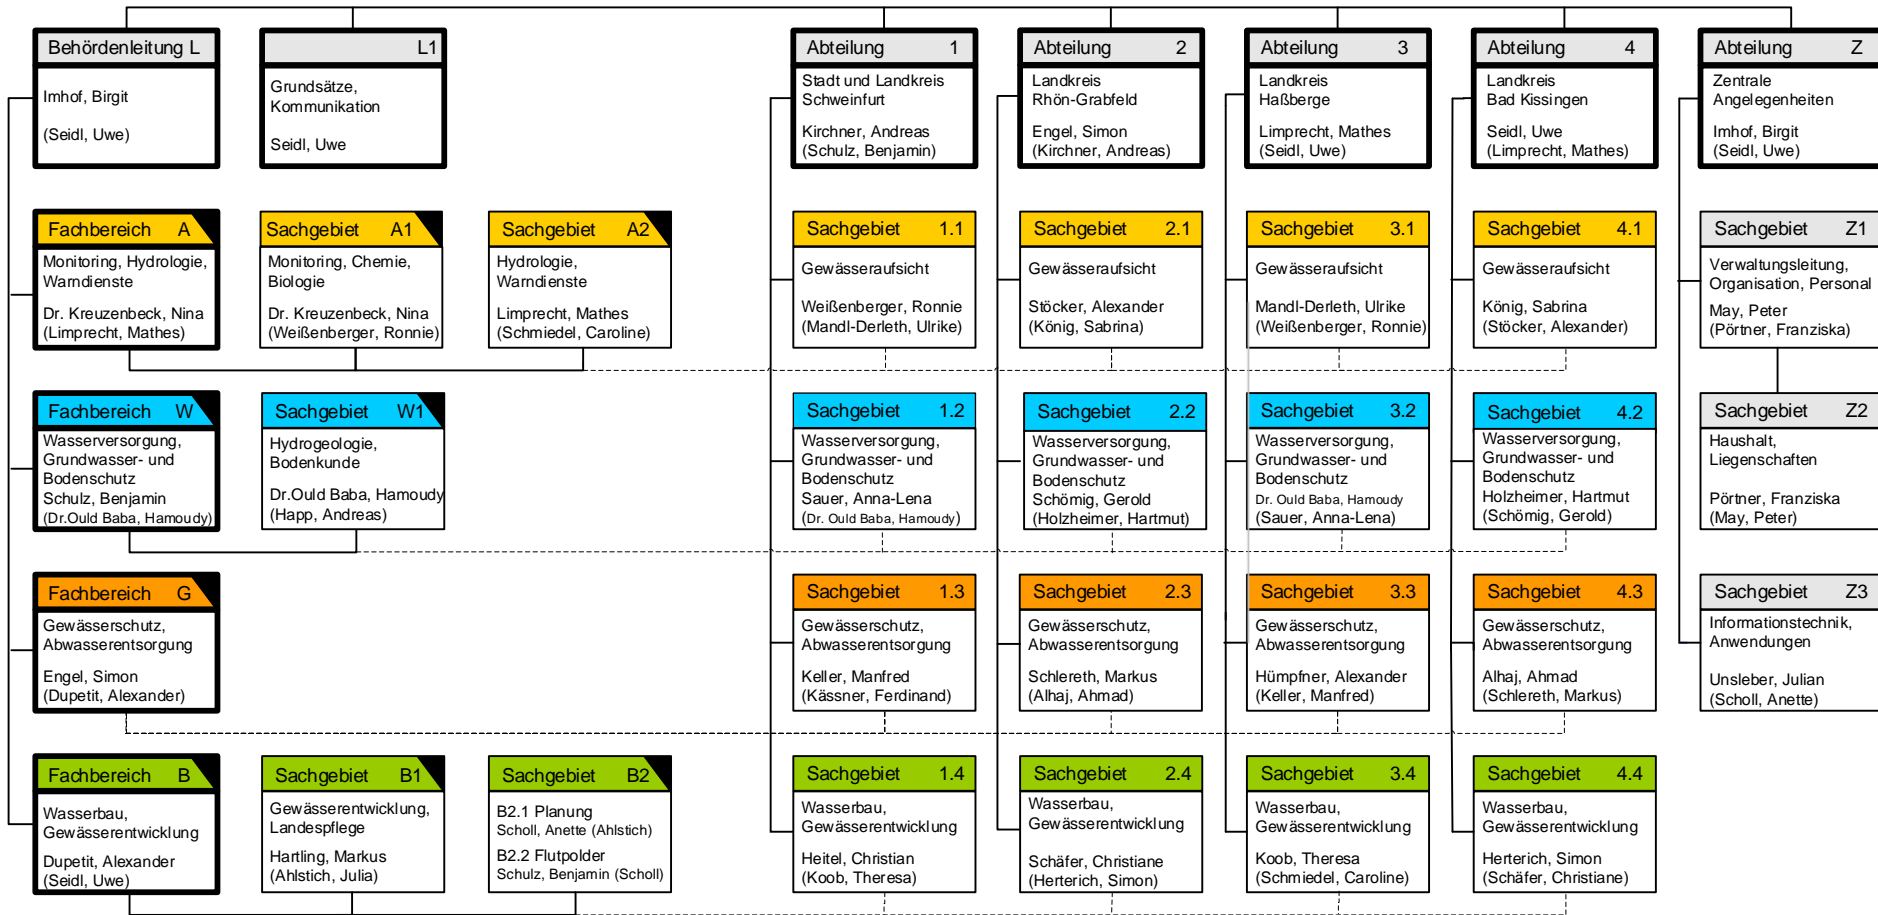 Behördenleitung L
Imhof, Birgit
(Seidl, Uwe)
L1
Grundsätze,
Kommunikation
Seidl, Uwe
Abteilung 1
Stadt und Landkreis
Schweinfurt
Kirchner, Andreas
(Schulz, Benjamin)
Abteilung 2
Landkreis
Rhön-Grabfeld
Engel, Simon
(Kirchner, Andreas)
Abteilung 3
Landkreis
Haßberge
Limprecht, Mathes
(Seidl, Uwe)
Abteilung 4
Landkreis
Bad Kissingen
Seidl, Uwe
(Limprecht, Mathes)
Abteilung Z
Zentrale
Angelegenheiten
Imhof, Birgit
(Seidl, Uwe)
Fachbereich A
Monitoring, Hydrologie,
Warndienste
Dr. Kreuzenbeck, Nina
(Limprecht, Mathes)
Sachgebiet A1
Monitoring, Chemie,
Biologie
Dr. Kreuzenbeck, Nina
(Weißenberger, Ronnie)
Sachgebiet A2
Hydrologie,
Warndienste
Limprecht, Mathes
(Schmiedel, Caroline)
Sachgebiet 1.1
Gewässeraufsicht
Weißenberger, Ronnie
(Mandl-Derleth, Ulrike)
Sachgebiet 2.1
Gewässeraufsicht
Stöcker, Alexander
(König, Sabrina)
Sachgebiet 3.1
Gewässeraufsicht
Mandl-Derleth, Ulrike
(Weißenberger, Ronnie)
Sachgebiet 4.1
Gewässeraufsicht
König, Sabrina
(Stöcker, Alexander)
Sachgebiet Z1
Verwaltungsleitung,
Organisation, Personal
May, Peter
(Pörtner, Franziska)
Fachbereich W
Wasserversorgung,
Grundwasser- und
Bodenschutz
Schulz, Benjamin
(Dr.Ould Baba, Hamoudy)
Sachgebiet W1
Hydrogeologie,
Bodenkunde
Dr.Ould Baba, Hamoudy
(Happ, Andreas)
Sachgebiet 1.2
Wasserversorgung,
Grundwasser- und
Bodenschutz
Sauer, Anna-Lena
(Dr. Ould Baba, Hamoudy)
Sachgebiet 2.2
Wasserversorgung,
Grundwasser- und
Bodenschutz
Schömig, Gerold
(Holzheimer, Hartmut)
Sachgebiet 3.2
Wasserversorgung,
Grundwasser- und
Bodenschutz
Dr. Ould Baba, Hamoudy
(Sauer, Anna-Lena)
Sachgebiet 4.2
Wasserversorgung,
Grundwasser- und
Bodenschutz
Holzheimer, Hartmut
(Schömig, Gerold)
Sachgebiet Z2
Haushalt,
Liegenschaften
Pörtner, Franziska
(May, Peter)
Fachbereich G
Gewässerschutz,
Abwasserentsorgung
Engel, Simon
(Dupetit, Alexander)
Sachgebiet 1.3
Gewässerschutz,
Abwasserentsorgung
Keller, Manfred
(Kässner, Ferdinand)
Sachgebiet 2.3
Gewässerschutz,
Abwasserentsorgung
Schlereth, Markus
(Alhaj, Ahmad)
Sachgebiet 3.3
Gewässerschutz,
Abwasserentsorgung
Hümpfner, Alexander
(Keller, Manfred)
Sachgebiet 4.3
Gewässerschutz,
Abwasserentsorgung
Alhaj, Ahmad
(Schlereth, Markus)
Sachgebiet Z3
Informationstechnik,
Anwendungen
Unsleber, Julian
(Scholl, Anette)
Fachbereich B
Wasserbau,
Gewässerentwicklung
Dupetit, Alexander
(Seidl, Uwe)
Sachgebiet B1
Gewässerentwicklung,
Landespflege
Hartling, Markus
(Ahlstich, Julia)
Sachgebiet B2
B2.1 Planung
Scholl, Anette (Ahlstich)
B2.2 Flutpolder
Schulz, Benjamin (Scholl)
Sachgebiet 1.4
Wasserbau,
Gewässerentwicklung
Heitel, Christian
(Koob, Theresa)
Sachgebiet 2.4
Wasserbau,
Gewässerentwicklung
Schäfer, Christiane
(Herterich, Simon)
Sachgebiet 3.4
Wasserbau,
Gewässerentwicklung
Koob, Theresa
(Schmiedel, Caroline)
Sachgebiet 4.4
Wasserbau,
Gewässerentwicklung
Herterich, Simon
(Schäfer, Christiane)